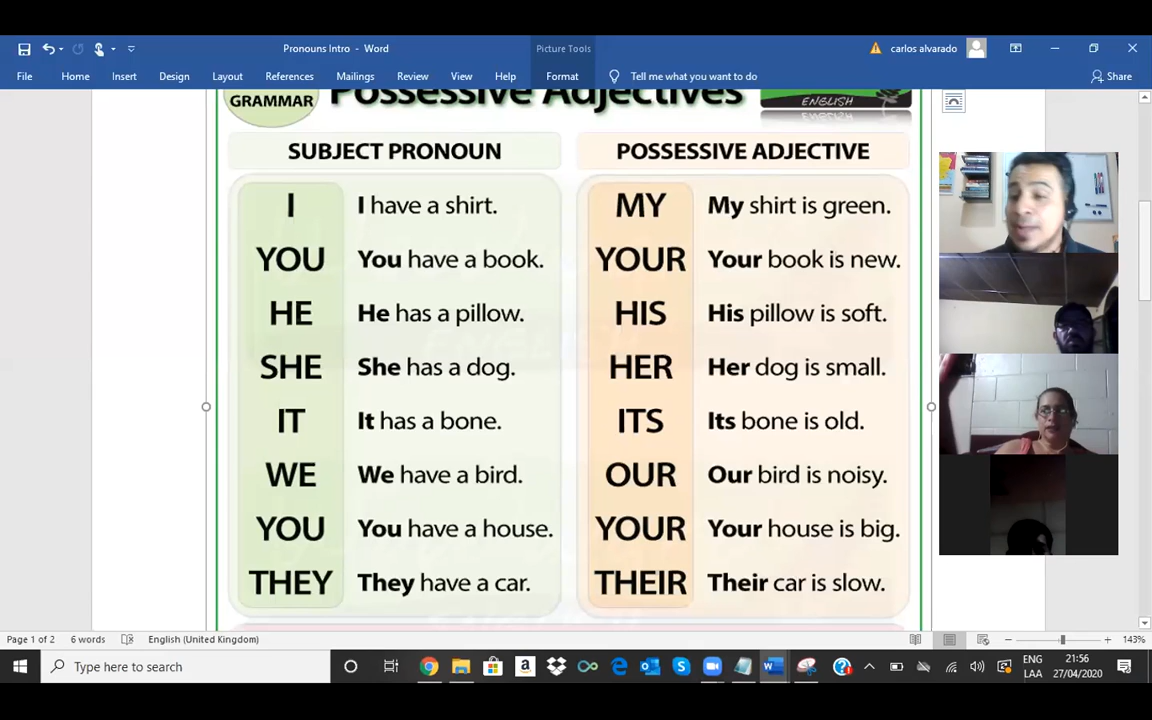 Pronouns Intro - Word
Picture Tools
carlos alvarado
File Home Insert Design Layout References Mailings Review View Help Format Tell me what you want to do Share
GRAMMAR Possessive Adjectives ENGLISH
SUBJECT PRONOUN POSSESSIVE ADJECTIVE
I I have a shirt. MY My shirt is green.
YOU You have a book. YOUR Your book is new.
HE He has a pillow. HIS His pillow is soft.
SHE She has a dog. HER Her dog is small.
IT It has a bone. ITS Its bone is old.
WE We have a bird. OUR Our bird is noisy.
YOU You have a house. YOUR Your house is big.
THEY They have a car. THEIR Their car is slow.
Page 1 of 2 6 words English (United Kingdom) 143%
Type here to search
ENG 21:56
LAA 27/04/2020